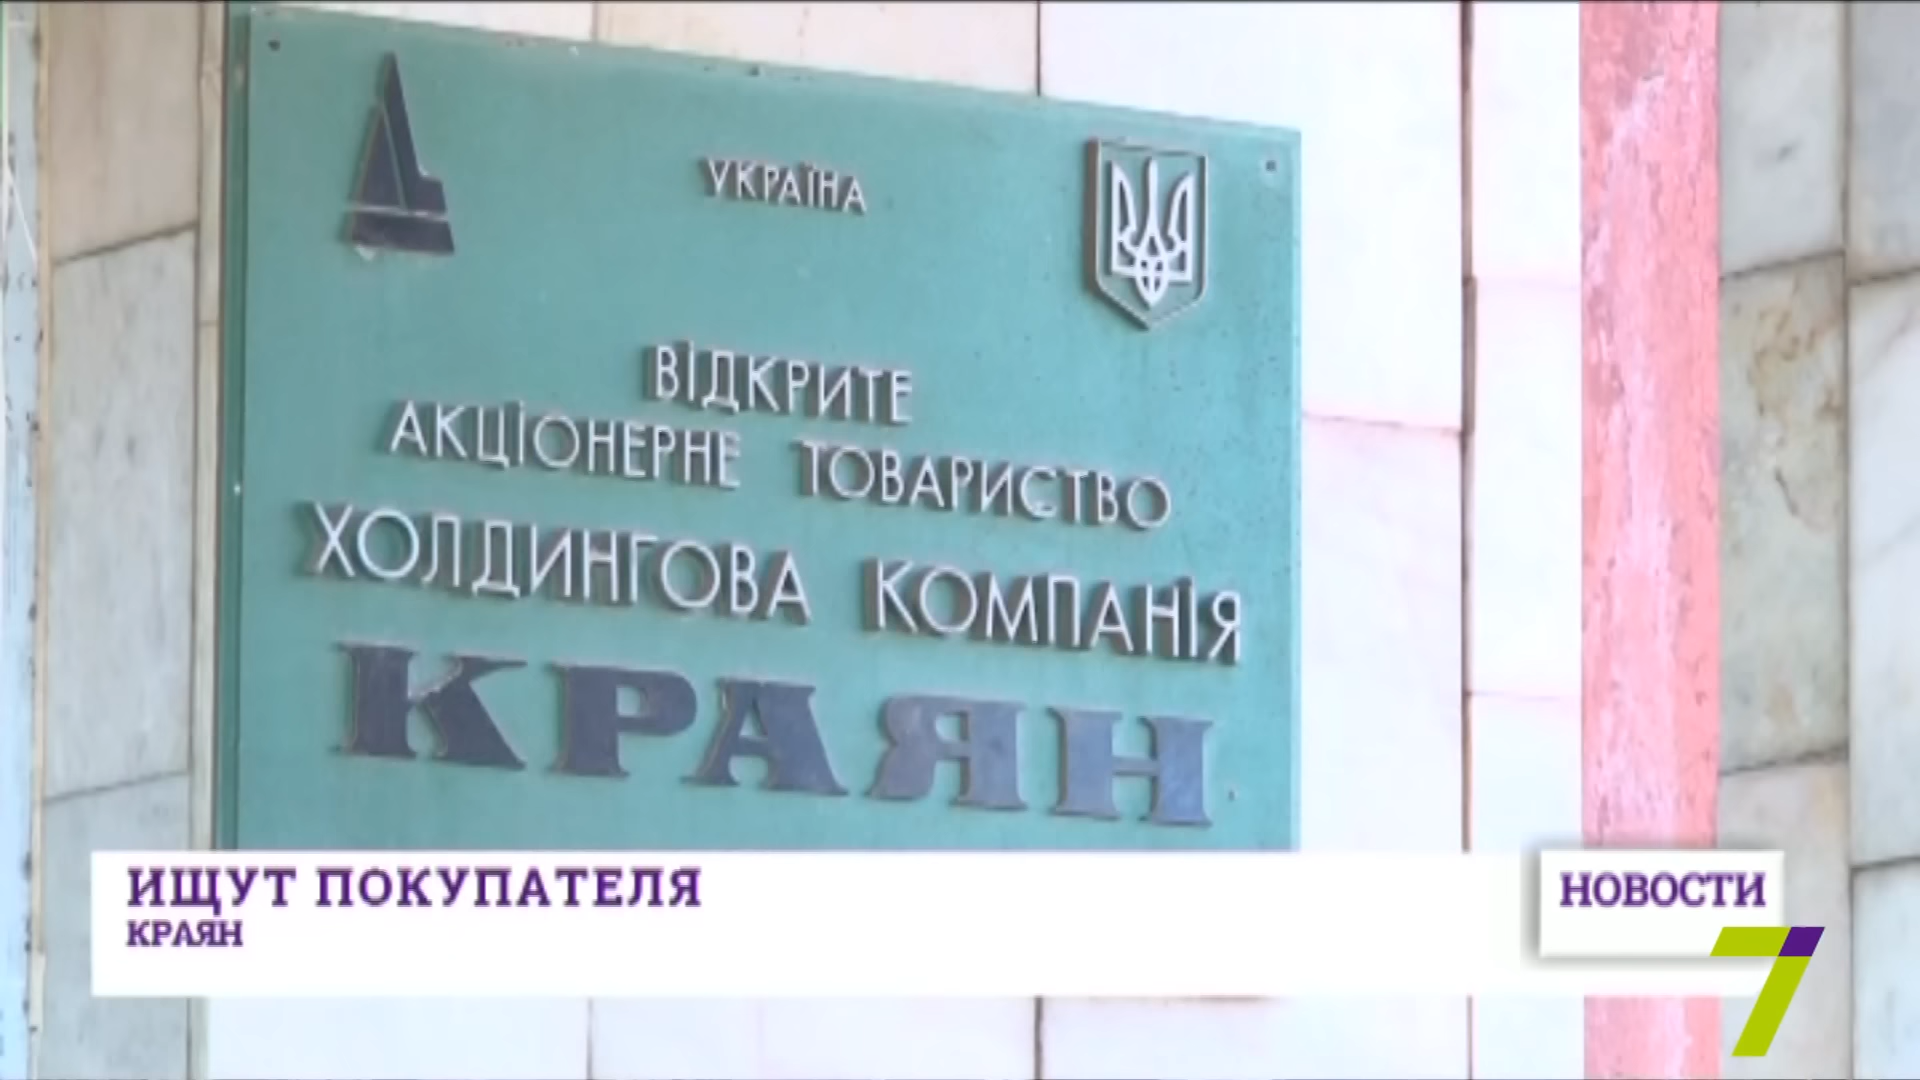 УКРАЇНА
ВІДКРИТЕ
АКЦІОНЕРНЕ ТОВАРИСТВО
ХОЛДИНГОВА КОМПАНІЯ
КРАЯН
ИЩУТ ПОКУПАТЕЛЯ
КРАЯН
НОВОСТИ
7